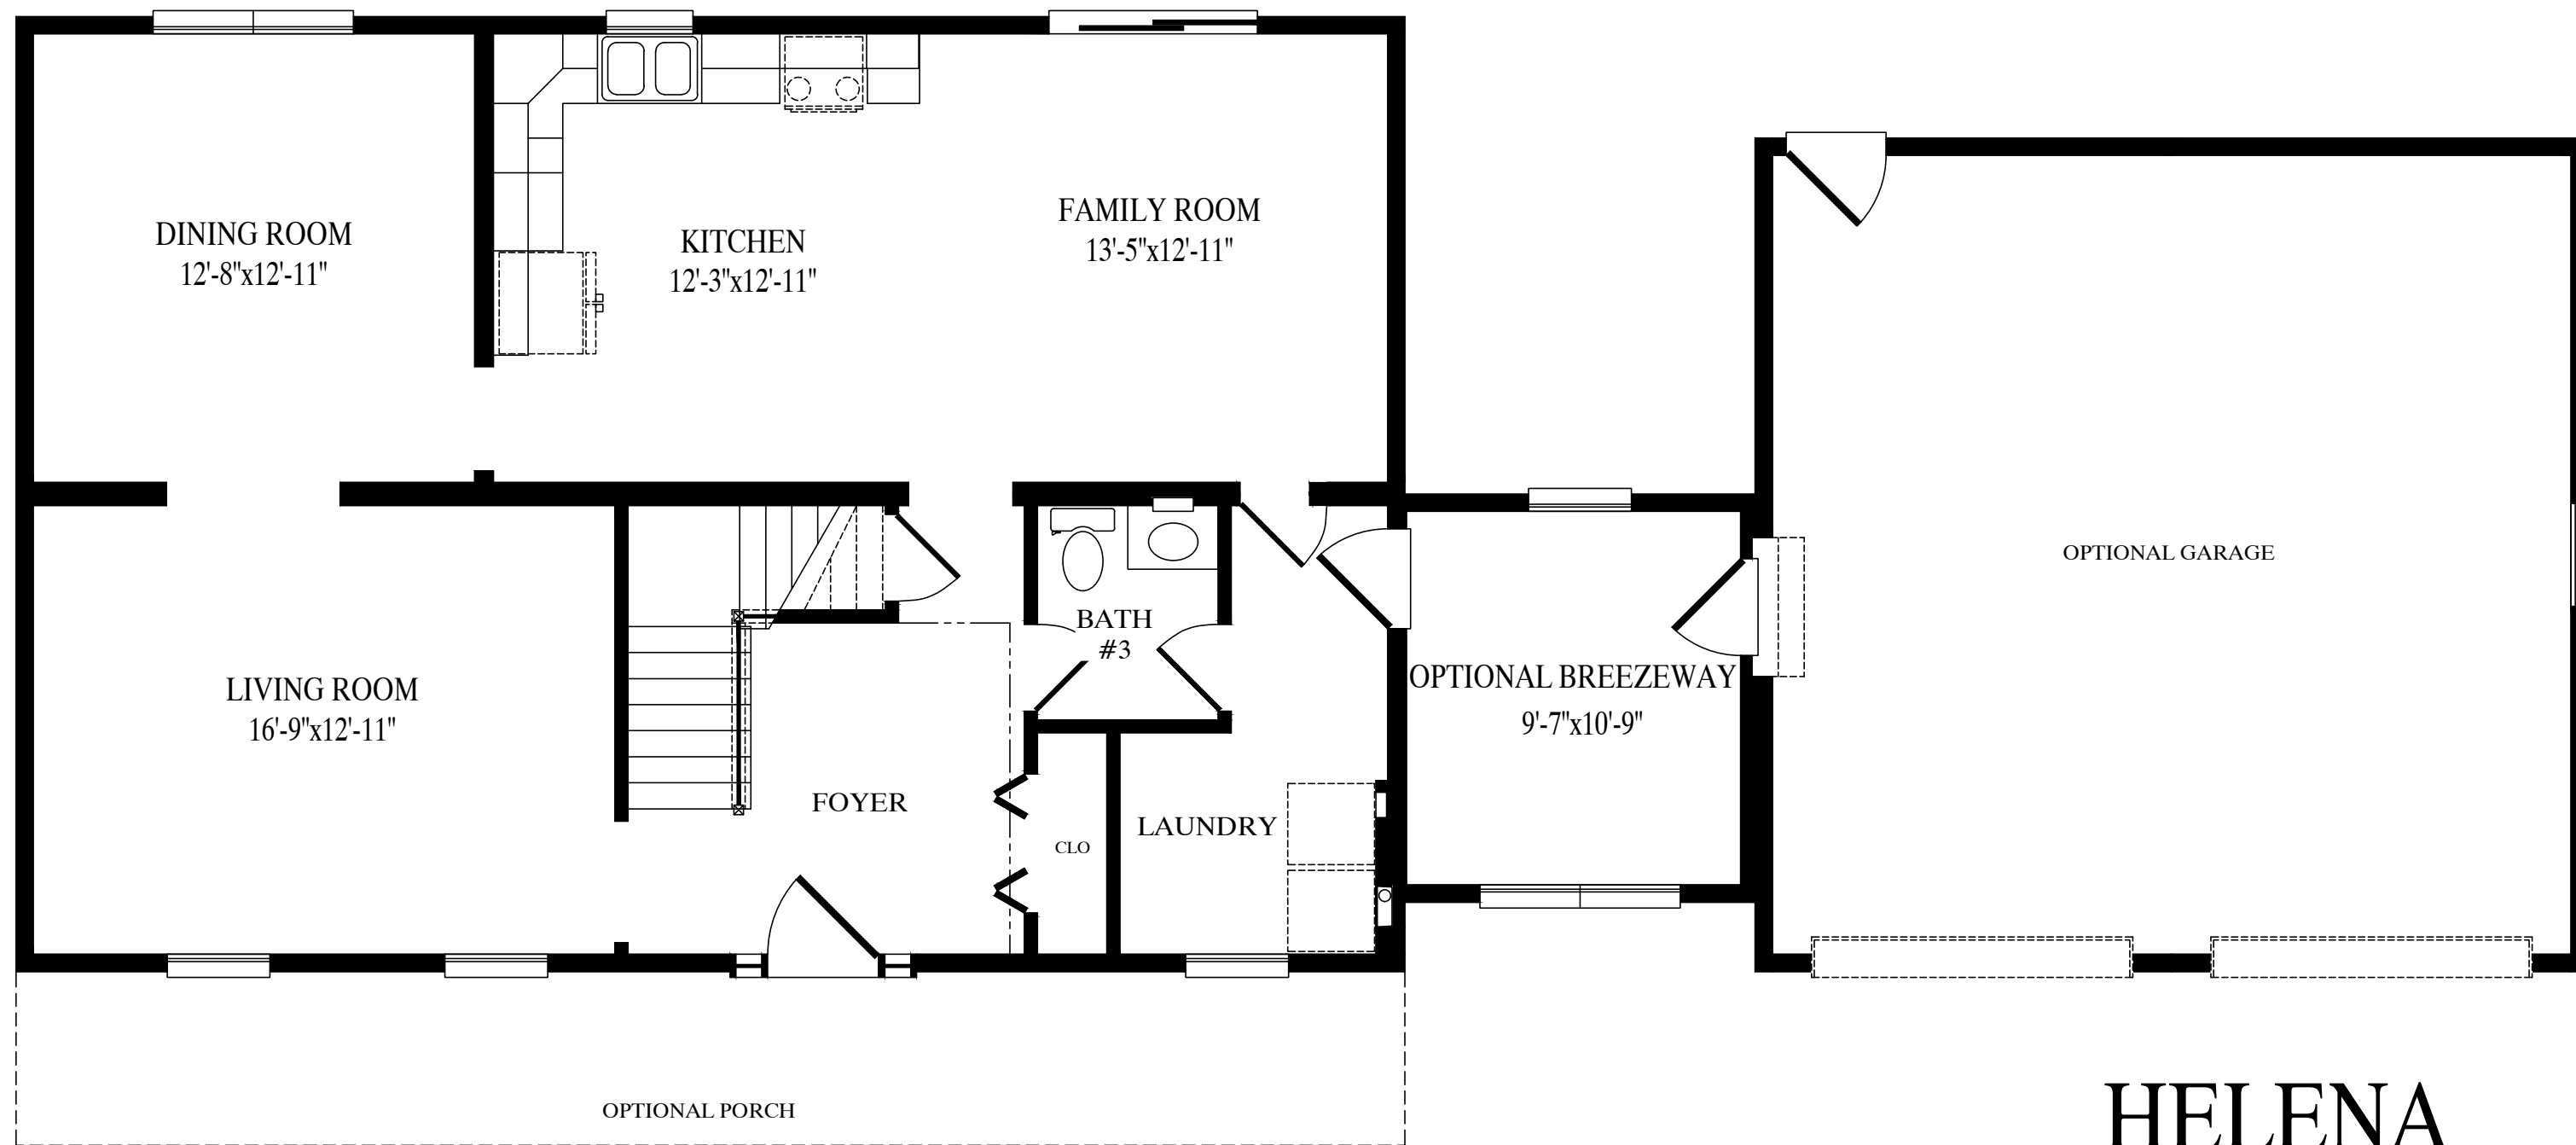 DINING ROOM
12'-8"x12'-11"
KITCHEN
12'-3"x12'-11"
FAMILY ROOM
13'-5"x12'-11"
OPTIONAL GARAGE
LIVING ROOM
16'-9"x12'-11"
BATH
#3
OPTIONAL BREEZEWAY
9'-7"x10'-9"
FOYER
CLO
LAUNDRY
OPTIONAL PORCH
HELENA